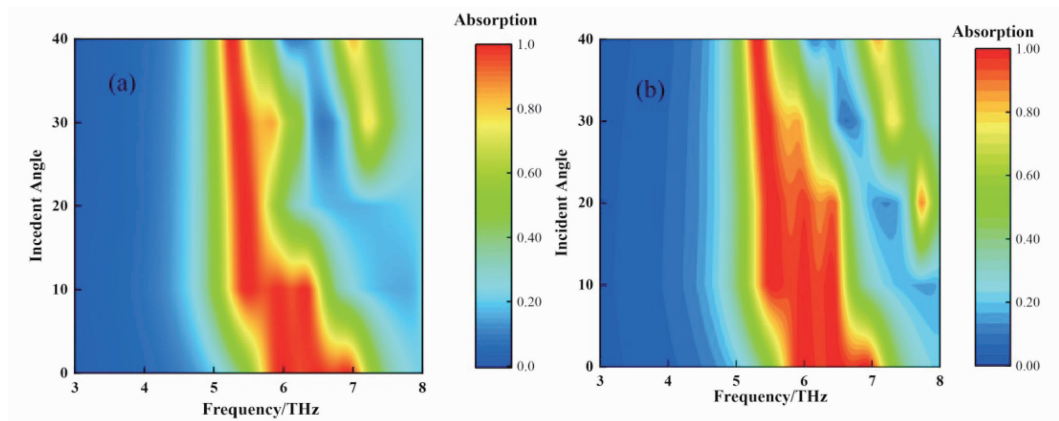 Absorption
40
30
20
10
0
Incedent Angle
(a)
3 4 5 6 7 8
Frequency/THz
1.0
0.80
0.60
0.40
0.20
0.0
Absorption
40
30
20
10
0
Incident Angle
(b)
3 4 5 6 7 8
Frequency/THz
1.00
0.80
0.60
0.40
0.20
0.00